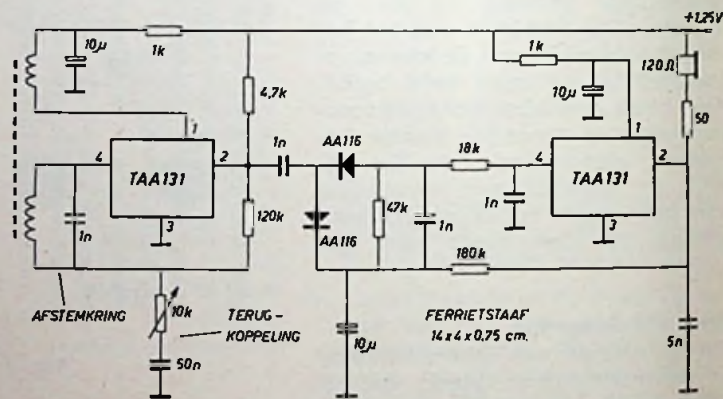 +1,25V
10µ
1k
1k
10µ
120Ω
4,7k
50
1
1
1n
AA116
18k
4
TAA131
2
4
TAA131
2
3
3
1n
120k
AA116
47k
1n
1n
180k
AFSTEMKRING
10k
TERUG-
KOPPELING
FERRIETSTAAF
14 x 4 x 0,75 cm.
50n
10µ
5n